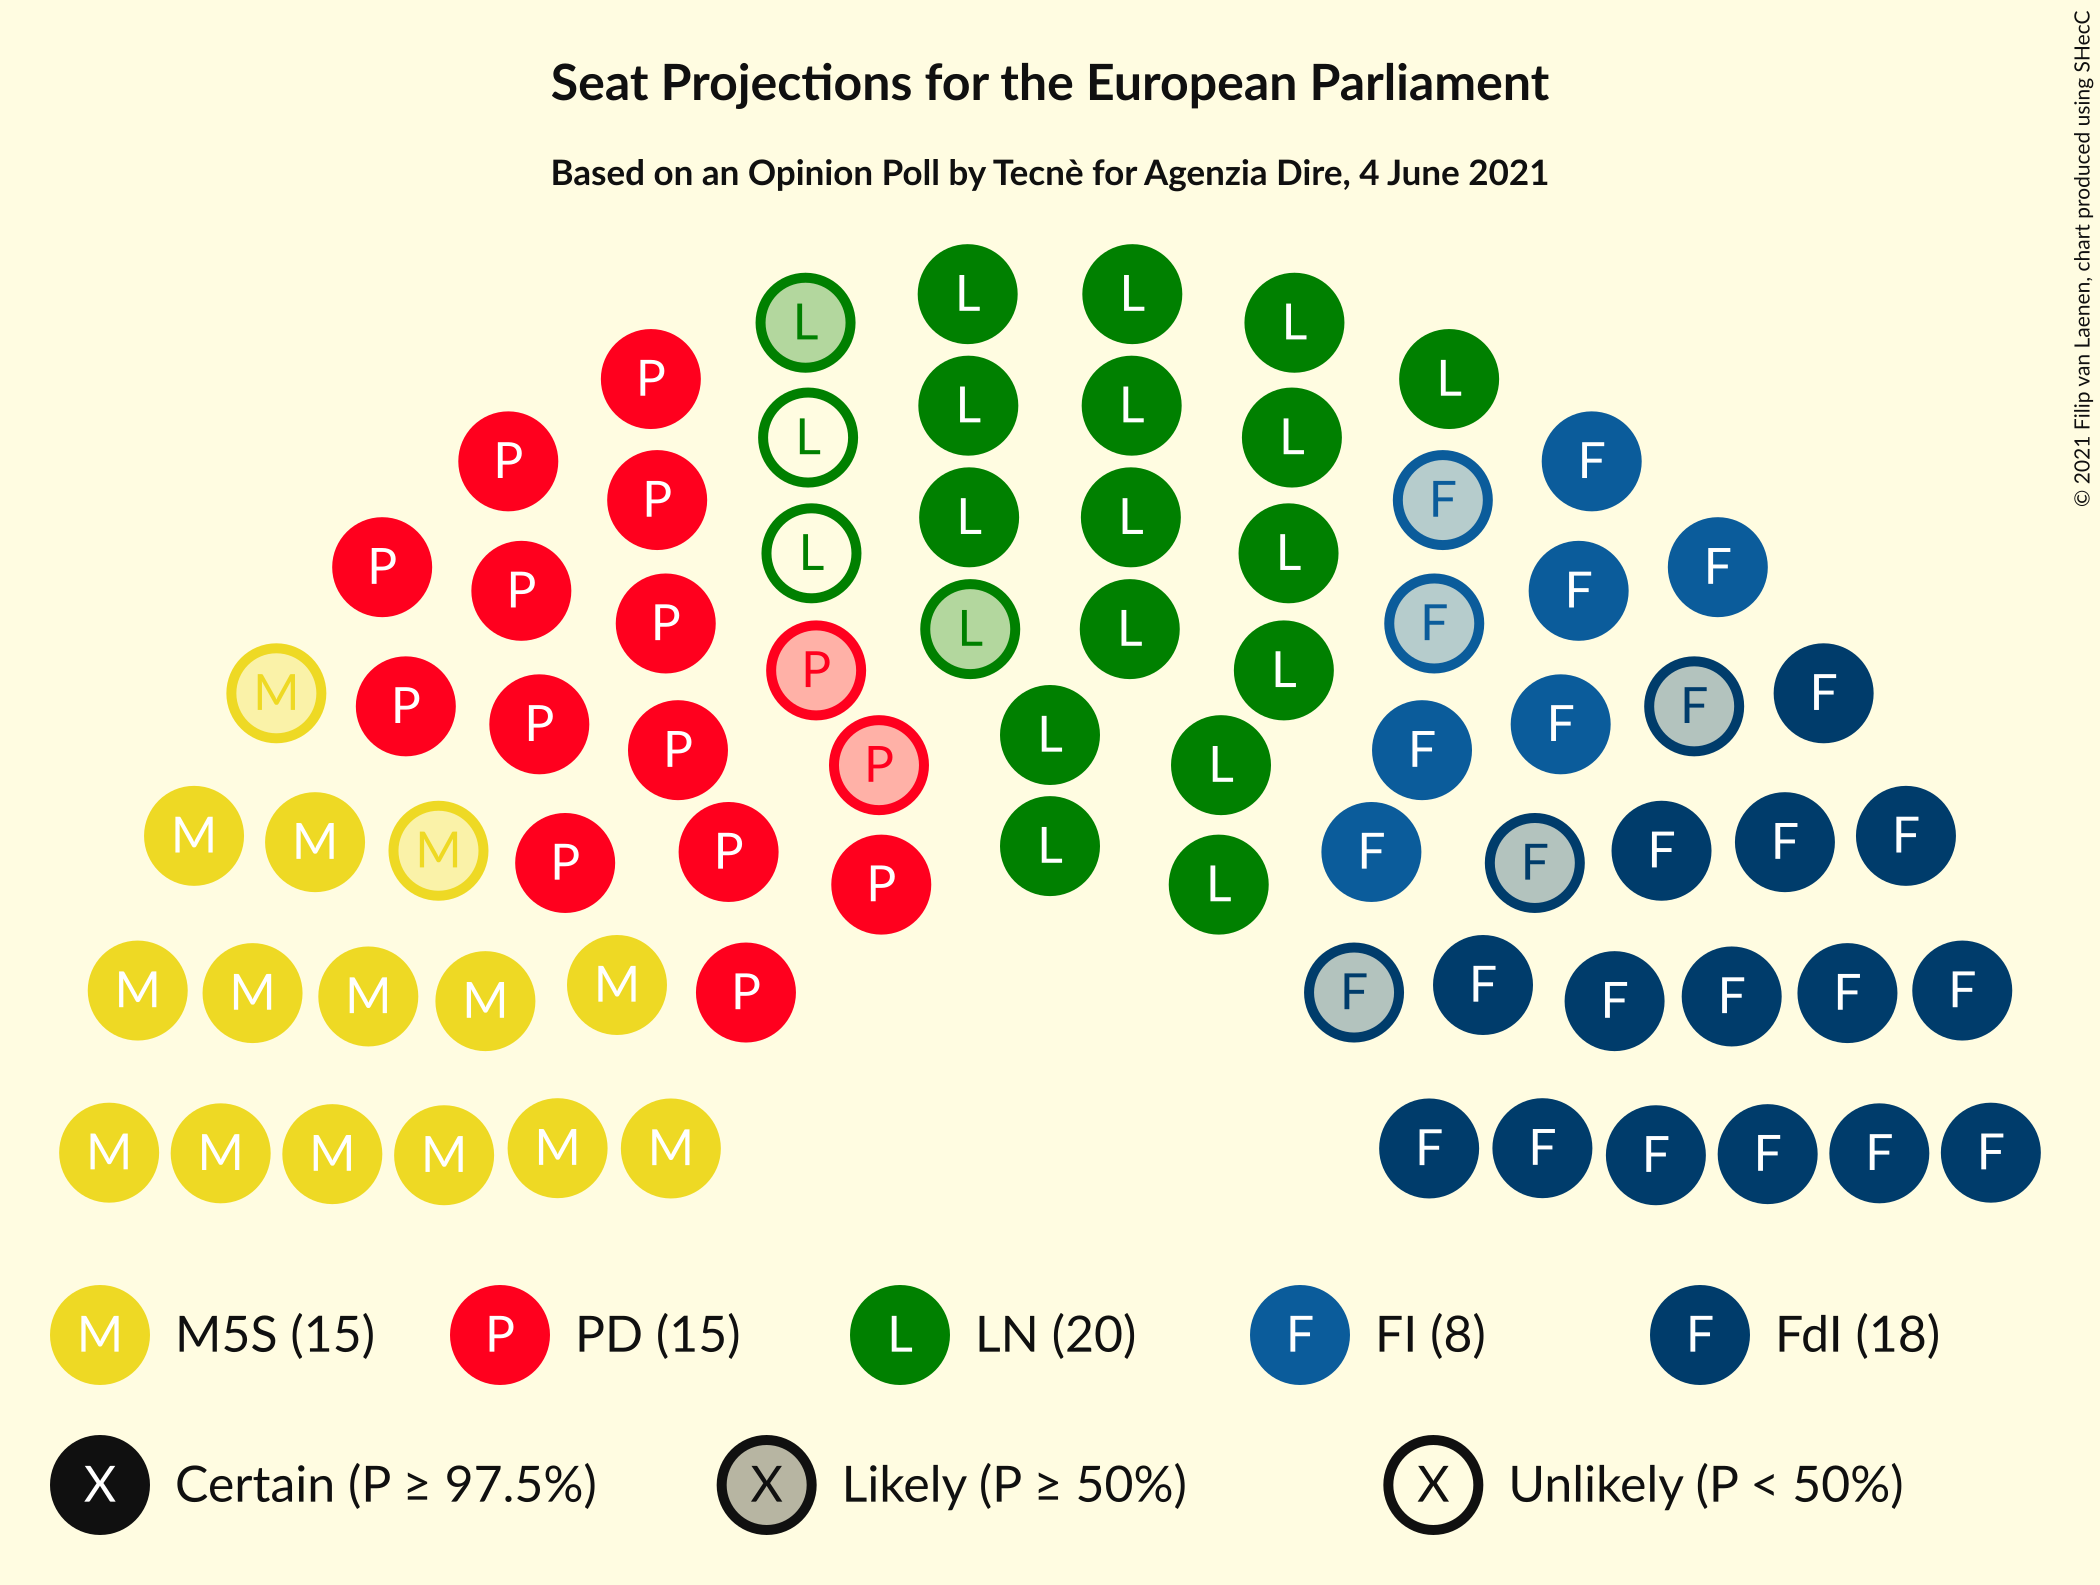 Seat Projections for the European Parliament
Based on an Opinion Poll by Tecnè for Agenzia Dire, 4 June 2021
© 2021 Filip van Laenen, chart produced using SHecC
L L
L L
P L
L L
L L
P F
P L F
L L
P L F
P F
P P F F
L L
P L
M P F F
P P F F
L
P L
M M F F
L
M P P F F F
P L
M M P F F F
M M M M M P F F F F F F
M M M M M M F F F F F F
M M5S (15) P PD (15) L LN (20) F FI (8) F FdI (18)
X Certain (P ≥ 97.5%) X Likely (P ≥ 50%) X Unlikely (P < 50%)